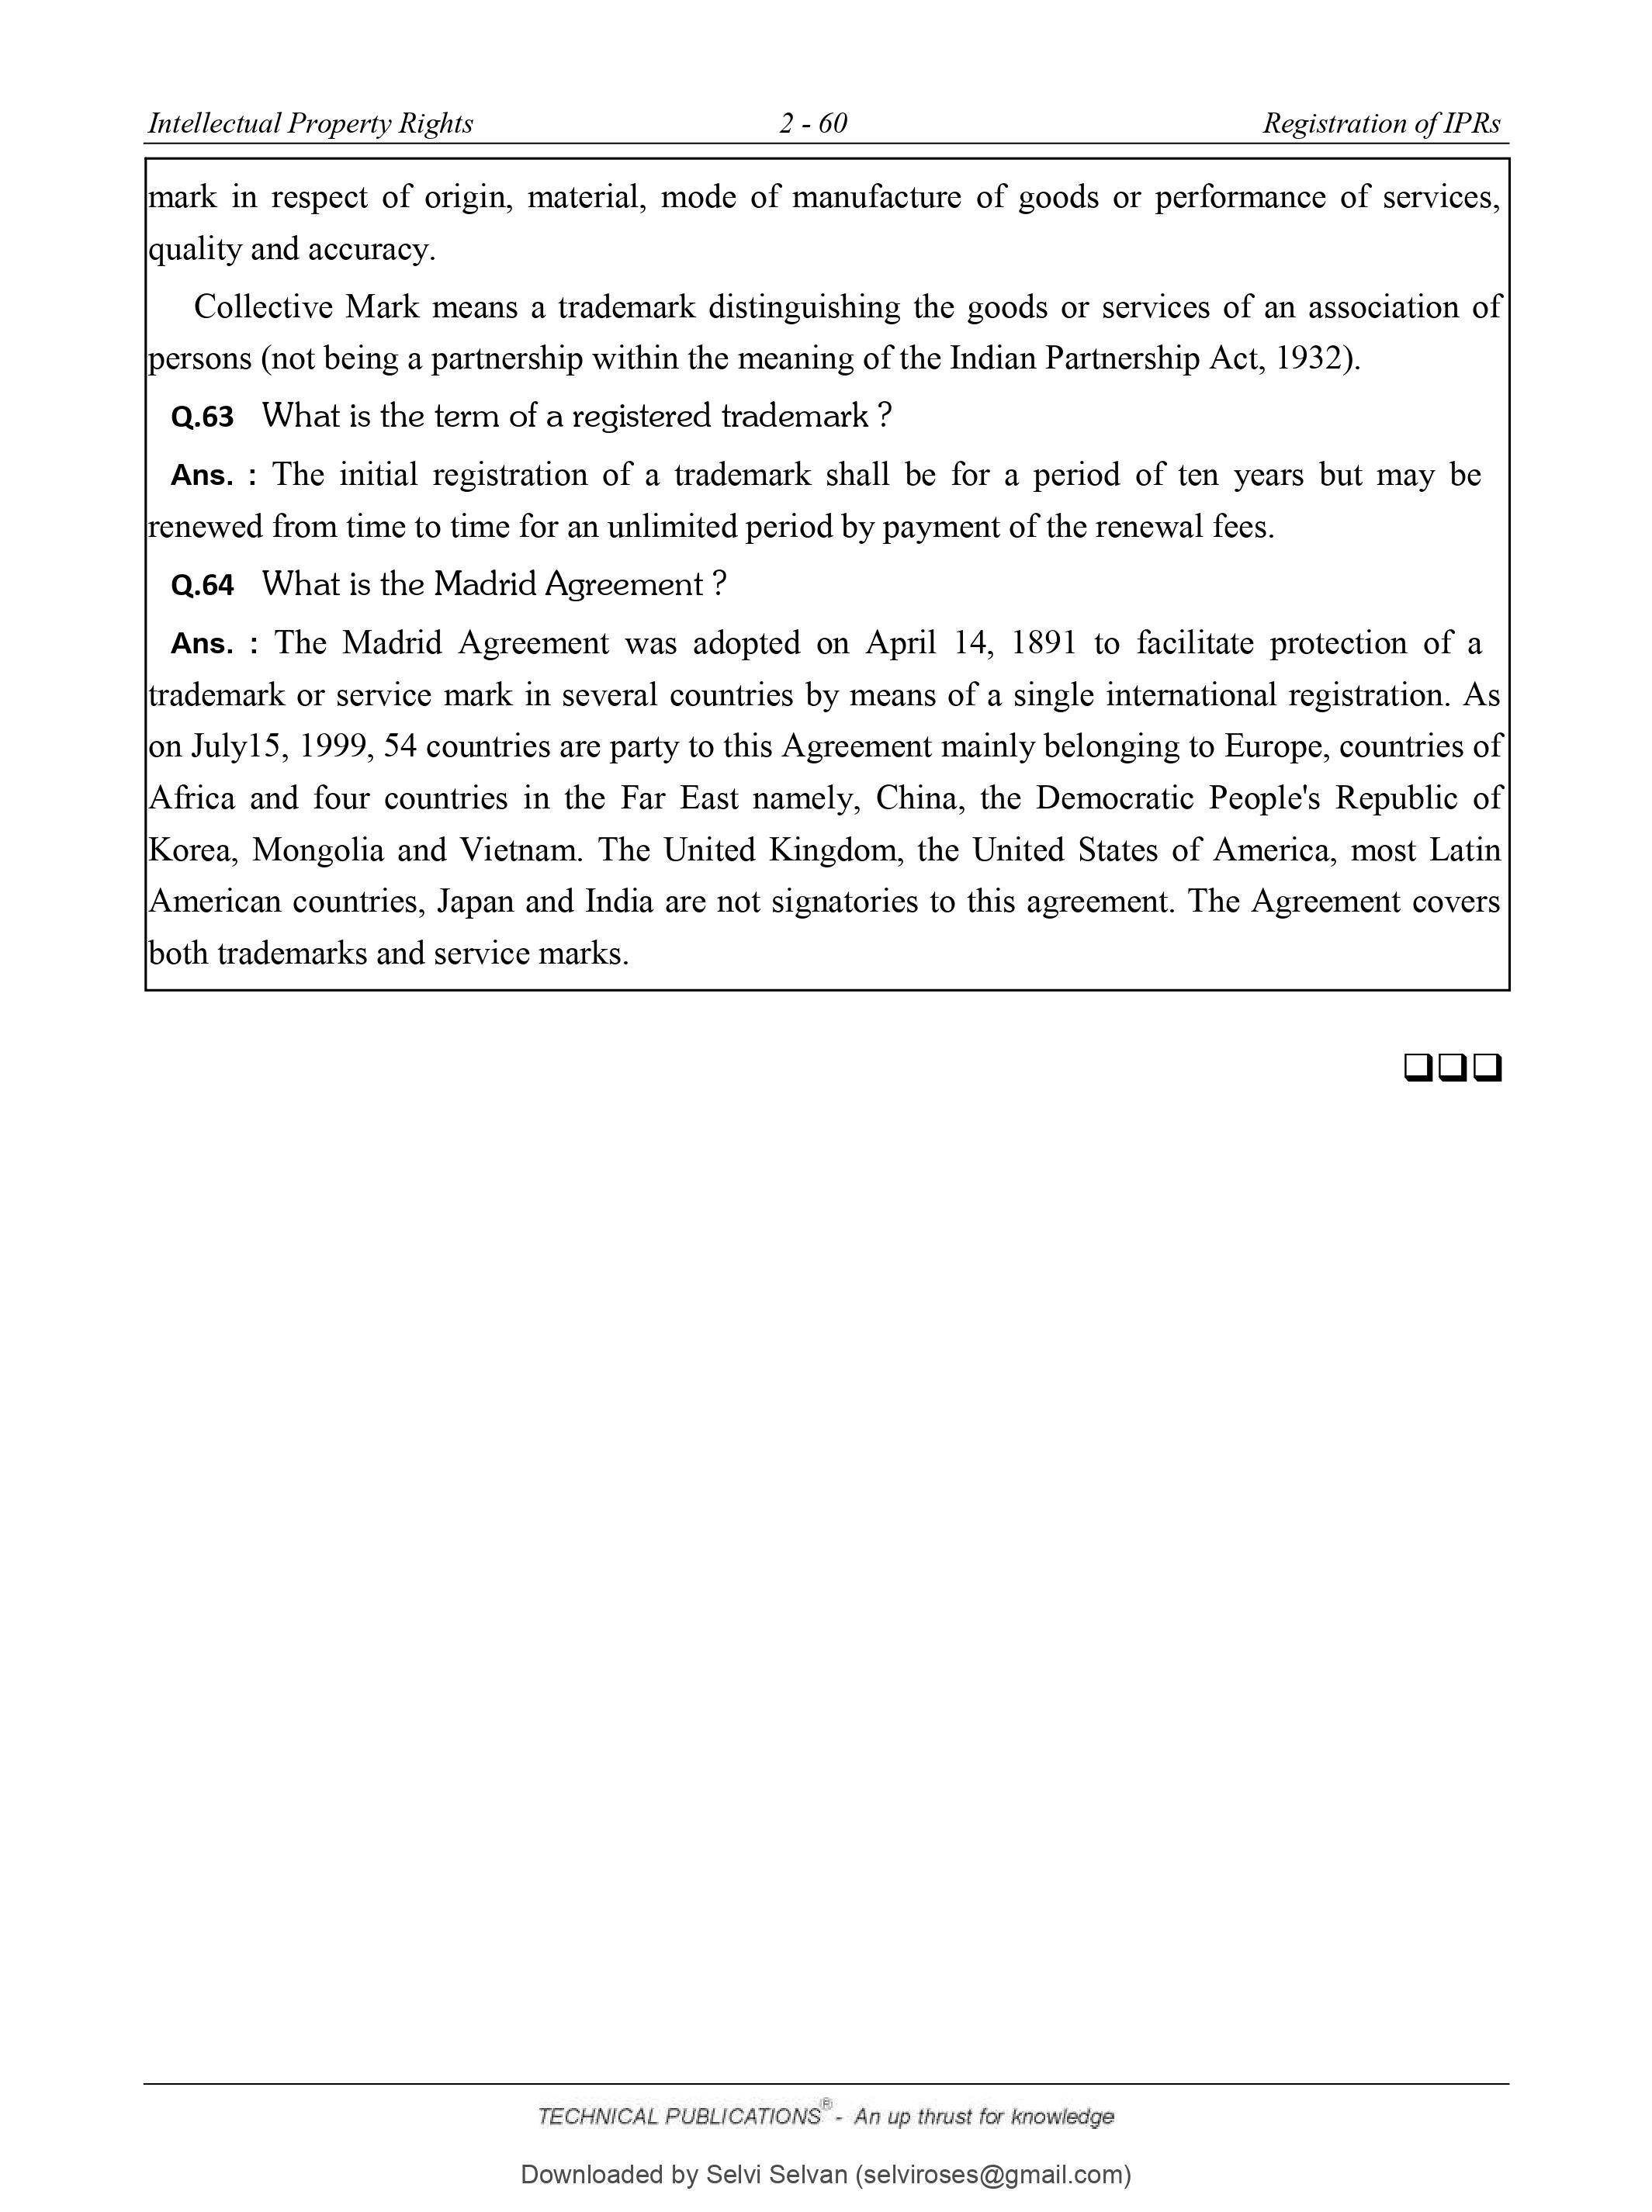 Intellectual Property Rights 2 - 60 Registration of IPRs
mark in respect of origin, material, mode of manufacture of goods or performance of services,
quality and accuracy.
Collective Mark means a trademark distinguishing the goods or services of an association of
persons (not being a partnership within the meaning of the Indian Partnership Act, 1932).
Q.63 What is the term of a registered trademark ?
Ans. : The initial registration of a trademark shall be for a period of ten years but may be
renewed from time to time for an unlimited period by payment of the renewal fees.
Q.64 What is the Madrid Agreement ?
Ans. : The Madrid Agreement was adopted on April 14, 1891 to facilitate protection of a
trademark or service mark in several countries by means of a single international registration. As
on July15, 1999, 54 countries are party to this Agreement mainly belonging to Europe, countries of
Africa and four countries in the Far East namely, China, the Democratic People's Republic of
Korea, Mongolia and Vietnam. The United Kingdom, the United States of America, most Latin
American countries, Japan and India are not signatories to this agreement. The Agreement covers
both trademarks and service marks.
❑❑❑
TECHNICAL PUBLICATIONS® - An up thrust for knowledge
Downloaded by Selvi Selvan (selviroses@gmail.com)